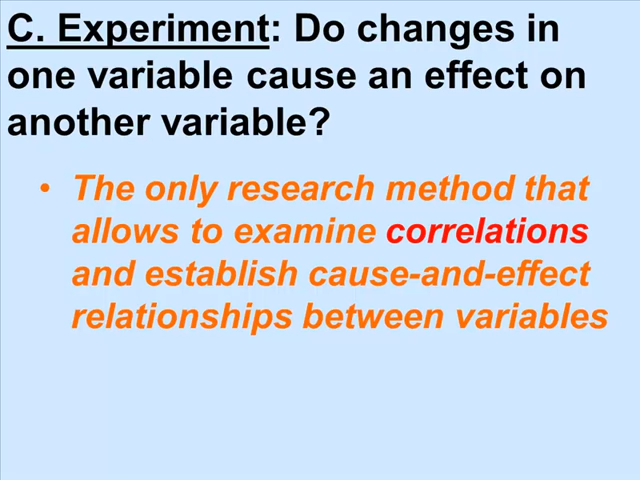 C. Experiment: Do changes in
one variable cause an effect on
another variable?
• The only research method that
allows to examine correlations
and establish cause-and-effect
relationships between variables